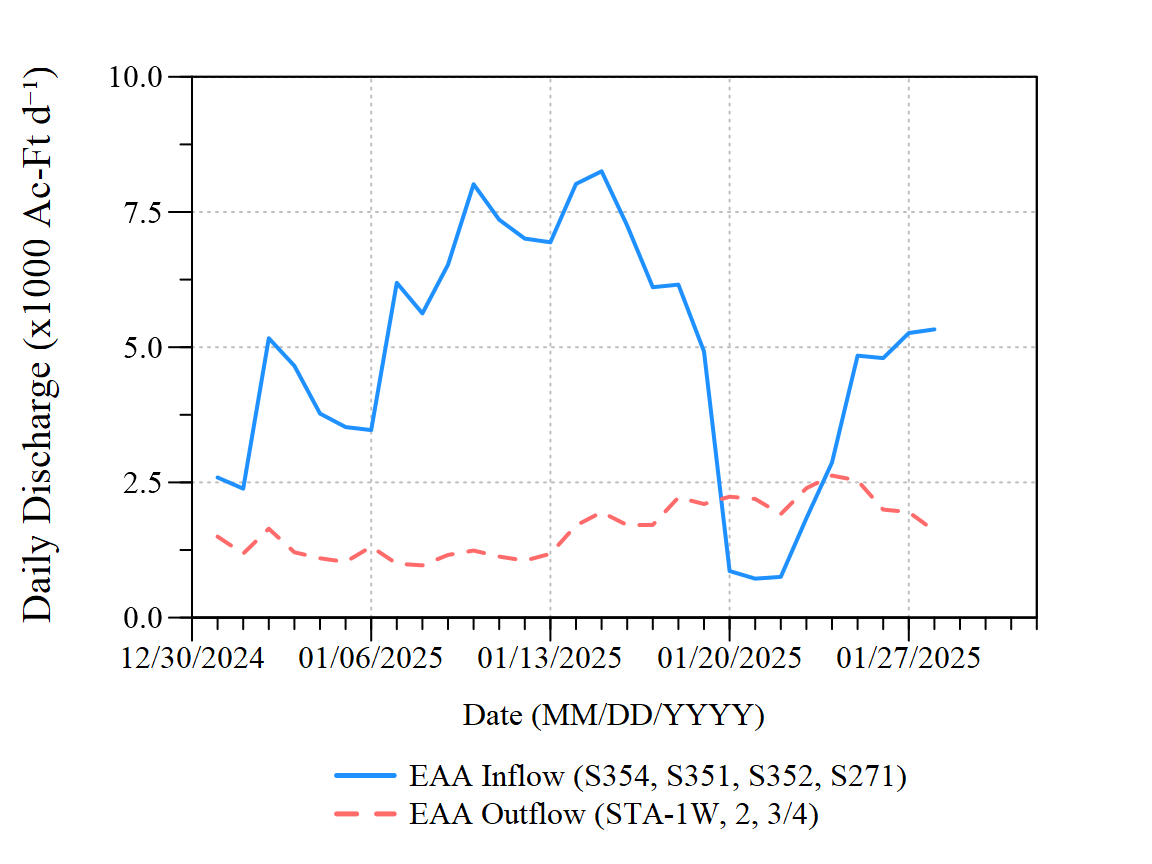 Daily Discharge (x1000 Ac-Ft d⁻¹)
10.0
7.5
5.0
2.5
0.0
12/30/2024 01/06/2025 01/13/2025 01/20/2025 01/27/2025
Date (MM/DD/YYYY)
EAA Inflow (S354, S351, S352, S271)
EAA Outflow (STA-1W, 2, 3/4)